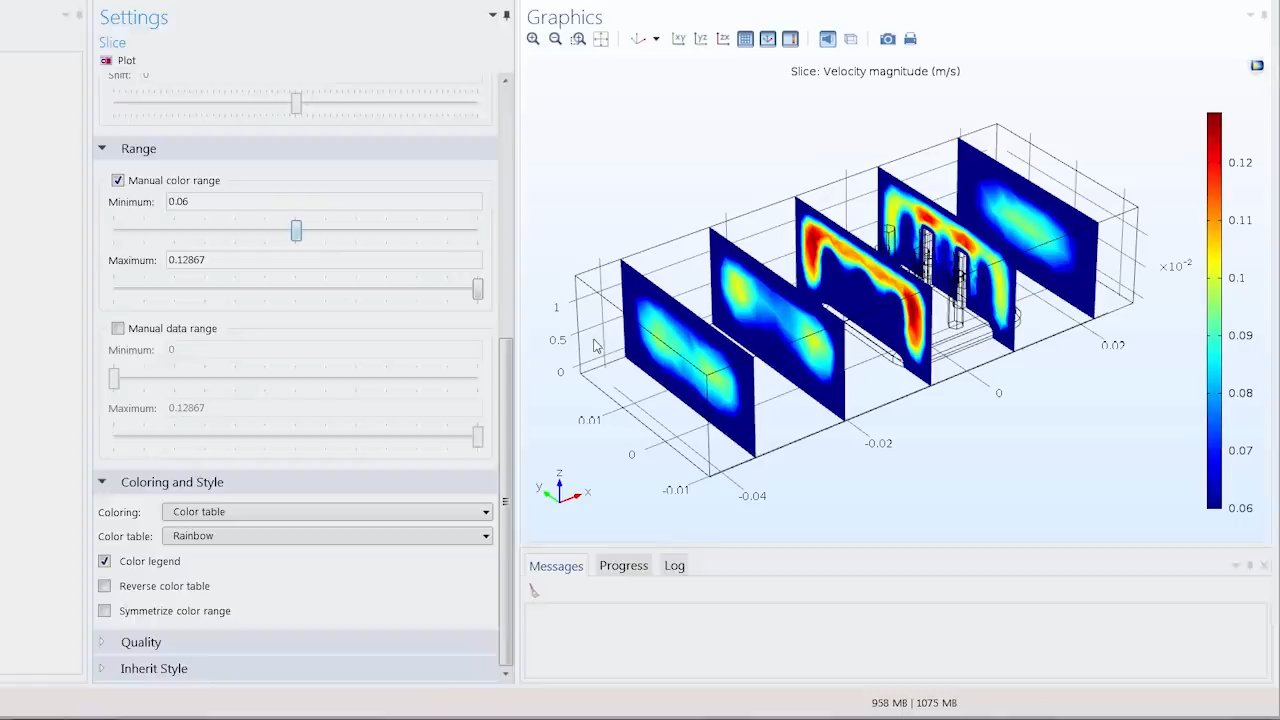 Settings
Slice
Plot
Shift: 0
Range
Manual color range
Minimum: 0.06
Maximum: 0.12867
Manual data range
Minimum: 0
Maximum: 0.12867
Coloring and Style
Coloring: Color table
Color table: Rainbow
Color legend
Reverse color table
Symmetrize color range
Quality
Inherit Style
Graphics
xy yz zx
Slice: Velocity magnitude (m/s)
0.12
0.11
0.1
0.09
0.08
0.07
0.06
×10⁻²
1
0.5
0
0.01
0
-0.01
-0.04
-0.02
0
0.02
z
y
x
Messages Progress Log
958 MB | 1075 MB